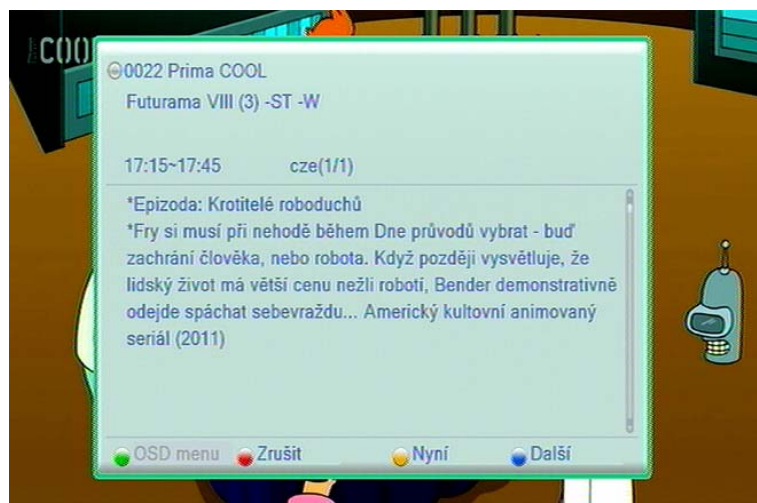 COO
0022 Prima COOL
Futurama VIII (3) -ST -W
17:15~17:45 cze(1/1)
*Epizoda: Krotitelé roboduchů
*Fry si musí při nehodě během Dne průvodů vybrat - buď
zachrání člověka, nebo robota. Když později vysvětluje, že
lidský život má větší cenu nežli robotí, Bender demonstrativně
odejde spáchat sebevraždu... Americký kultovní animovaný
seriál (2011)
OSD menu Zrušit Nyní Další